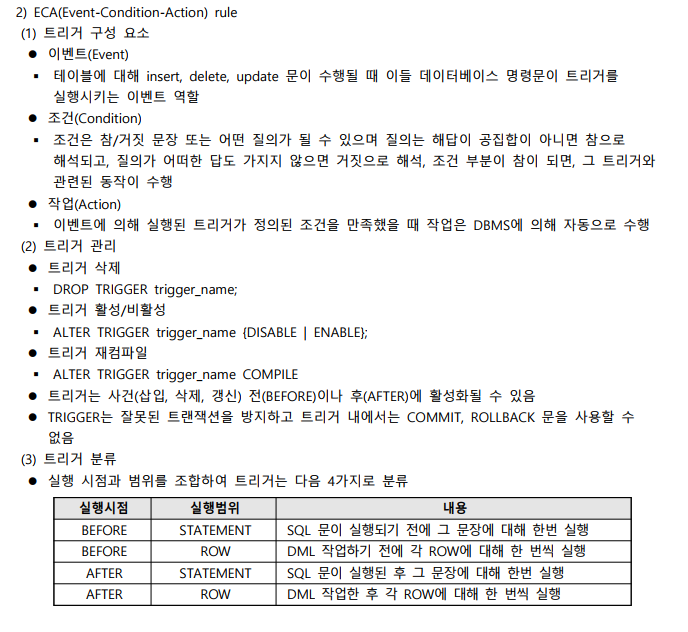 2) ECA(Event-Condition-Action) rule
(1) 트리거 구성 요소
● 이벤트(Event)
▪ 테이블에 대해 insert, delete, update 문이 수행될 때 이들 데이터베이스 명령문이 트리거를
실행시키는 이벤트 역할
● 조건(Condition)
▪ 조건은 참/거짓 문장 또는 어떤 질의가 될 수 있으며 질의는 해답이 공집합이 아니면 참으로
해석되고, 질의가 어떠한 답도 가지지 않으면 거짓으로 해석, 조건 부분이 참이 되면, 그 트리거와
관련된 동작이 수행
● 작업(Action)
▪ 이벤트에 의해 실행된 트리거가 정의된 조건을 만족했을 때 작업은 DBMS에 의해 자동으로 수행
(2) 트리거 관리
● 트리거 삭제
▪ DROP TRIGGER trigger_name;
● 트리거 활성/비활성
▪ ALTER TRIGGER trigger_name {DISABLE | ENABLE};
● 트리거 재컴파일
▪ ALTER TRIGGER trigger_name COMPILE
● 트리거는 사건(삽입, 삭제, 갱신) 전(BEFORE)이나 후(AFTER)에 활성화될 수 있음
● TRIGGER는 잘못된 트랜잭션을 방지하고 트리거 내에서는 COMMIT, ROLLBACK 문을 사용할 수
없음
(3) 트리거 분류
● 실행 시점과 범위를 조합하여 트리거는 다음 4가지로 분류
실행시점 실행범위 내용
BEFORE STATEMENT SQL 문이 실행되기 전에 그 문장에 대해 한번 실행
BEFORE ROW DML 작업하기 전에 각 ROW에 대해 한 번씩 실행
AFTER STATEMENT SQL 문이 실행된 후 그 문장에 대해 한번 실행
AFTER ROW DML 작업한 후 각 ROW에 대해 한 번씩 실행